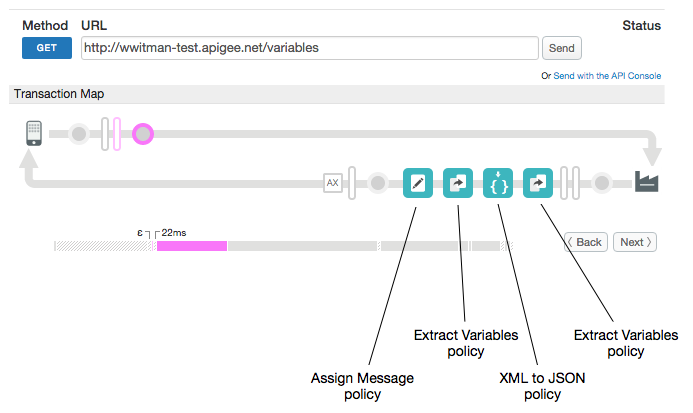 Method URL Status
GET http://wwitman-test.apigee.net/variables Send
Or Send with the API Console
Transaction Map
AX
{ }
ε 22ms
Back Next
Extract Variables policy
Extract Variables policy
Assign Message policy
XML to JSON policy